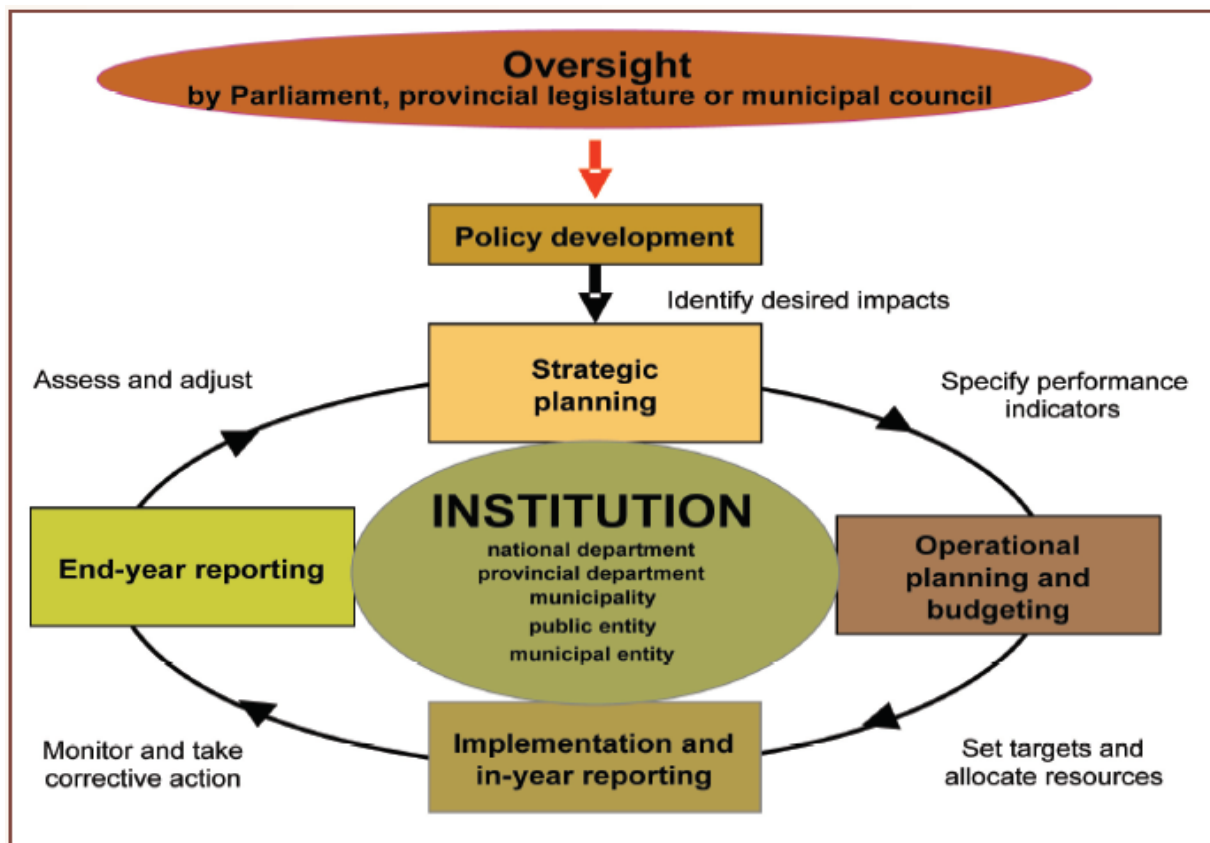 Oversight
by Parliament, provincial legislature or municipal council
Policy development
Identify desired impacts
Strategic
planning
Assess and adjust
Specify performance
indicators
INSTITUTION
national department
provincial department
municipality
public entity
municipal entity
End-year reporting
Operational
planning and
budgeting
Implementation and
in-year reporting
Monitor and take
corrective action
Set targets and
allocate resources